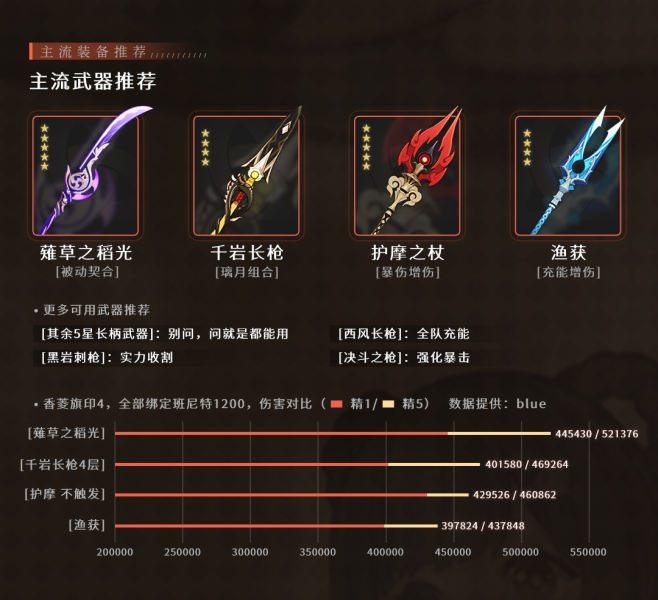 主流装备推荐
主流武器推荐
薙草之稻光 千岩长枪 护摩之杖 渔获
[被动契合] [璃月组合] [暴伤增伤] [充能增伤]
• 更多可用武器推荐
[其余5星长柄武器]：别问，问就是都能用 [西风长枪]：全队充能
[黑岩刺枪]：实力收割 [决斗之枪]：强化暴击
• 香菱旗印4，全部绑定班尼特1200，伤害对比（ 精1/ 精5） 数据提供：blue
[薙草之稻光] 445430 / 521376
[千岩长枪4层] 401580 / 469264
[护摩 不触发] 429526 / 460862
[渔获] 397824 / 437848
200000 250000 300000 350000 400000 450000 500000 550000